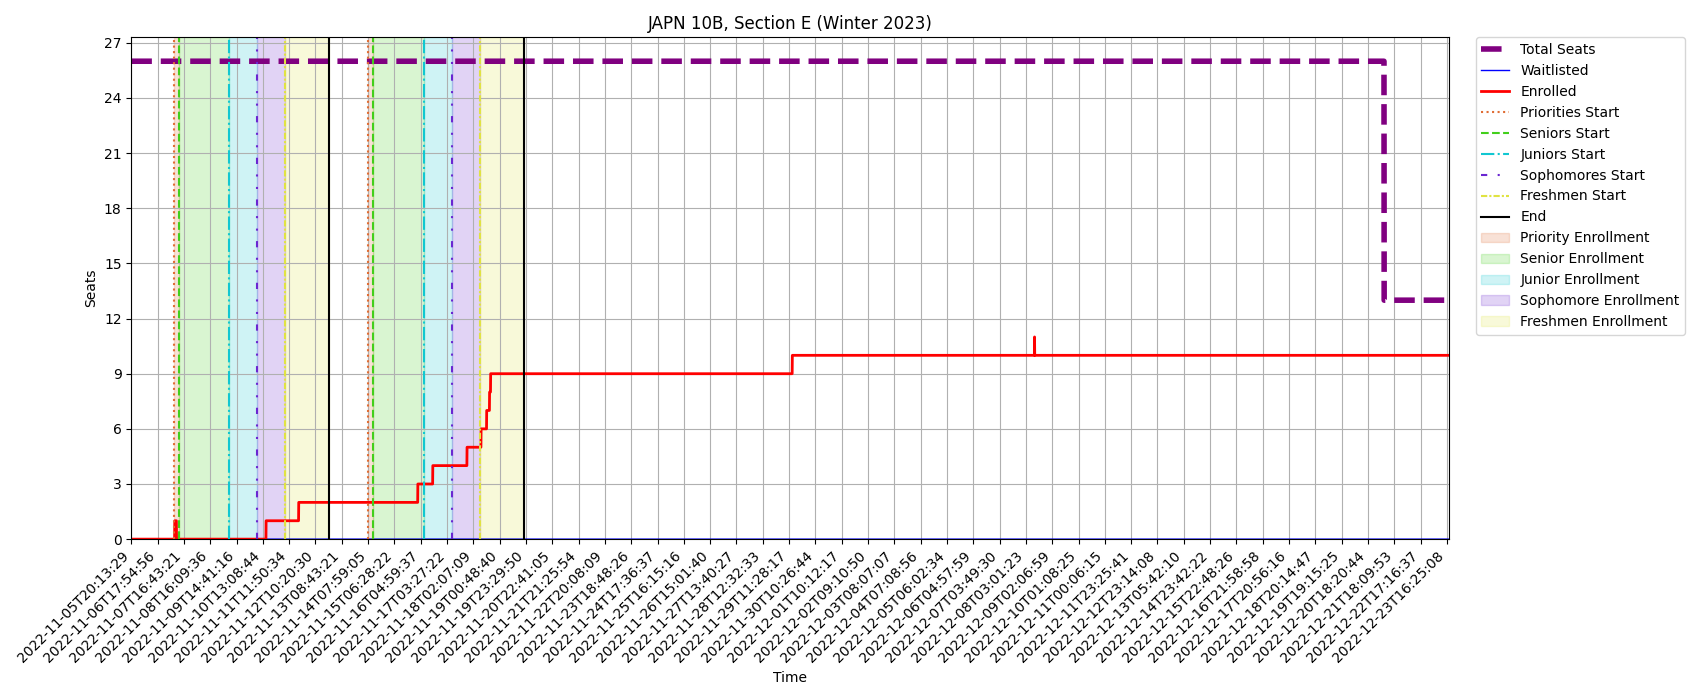 JAPN 10B, Section E (Winter 2023)
27
24
21
18
15
12
9
6
3
0
Seats
2022-11-05T20:13:29
2022-11-06T17:54:56
2022-11-07T16:43:21
2022-11-08T16:09:36
2022-11-09T14:41:16
2022-11-10T13:08:44
2022-11-11T11:50:34
2022-11-12T10:20:30
2022-11-13T08:43:21
2022-11-14T07:59:05
2022-11-15T06:28:22
2022-11-16T04:59:37
2022-11-17T03:27:22
2022-11-18T02:07:09
2022-11-19T00:48:40
2022-11-19T23:29:50
2022-11-20T22:41:05
2022-11-21T21:25:54
2022-11-22T20:08:09
2022-11-23T18:48:26
2022-11-24T17:36:37
2022-11-25T16:15:16
2022-11-26T15:01:40
2022-11-27T13:40:27
2022-11-28T12:32:33
2022-11-29T11:28:17
2022-11-30T10:26:44
2022-12-01T10:12:17
2022-12-02T09:10:50
2022-12-03T08:07:07
2022-12-04T07:08:56
2022-12-05T06:02:34
2022-12-06T04:57:59
2022-12-07T03:49:30
2022-12-08T03:01:23
2022-12-09T02:06:59
2022-12-10T01:08:25
2022-12-11T00:06:15
2022-12-11T23:25:41
2022-12-12T23:14:08
2022-12-13T05:42:10
2022-12-14T23:42:22
2022-12-15T22:48:26
2022-12-16T21:58:58
2022-12-17T20:56:16
2022-12-18T20:14:47
2022-12-19T19:15:25
2022-12-20T18:20:44
2022-12-21T18:09:53
2022-12-22T17:16:37
2022-12-23T16:25:08
Time
Total Seats
Waitlisted
Enrolled
Priorities Start
Seniors Start
Juniors Start
Sophomores Start
Freshmen Start
End
Priority Enrollment
Senior Enrollment
Junior Enrollment
Sophomore Enrollment
Freshmen Enrollment